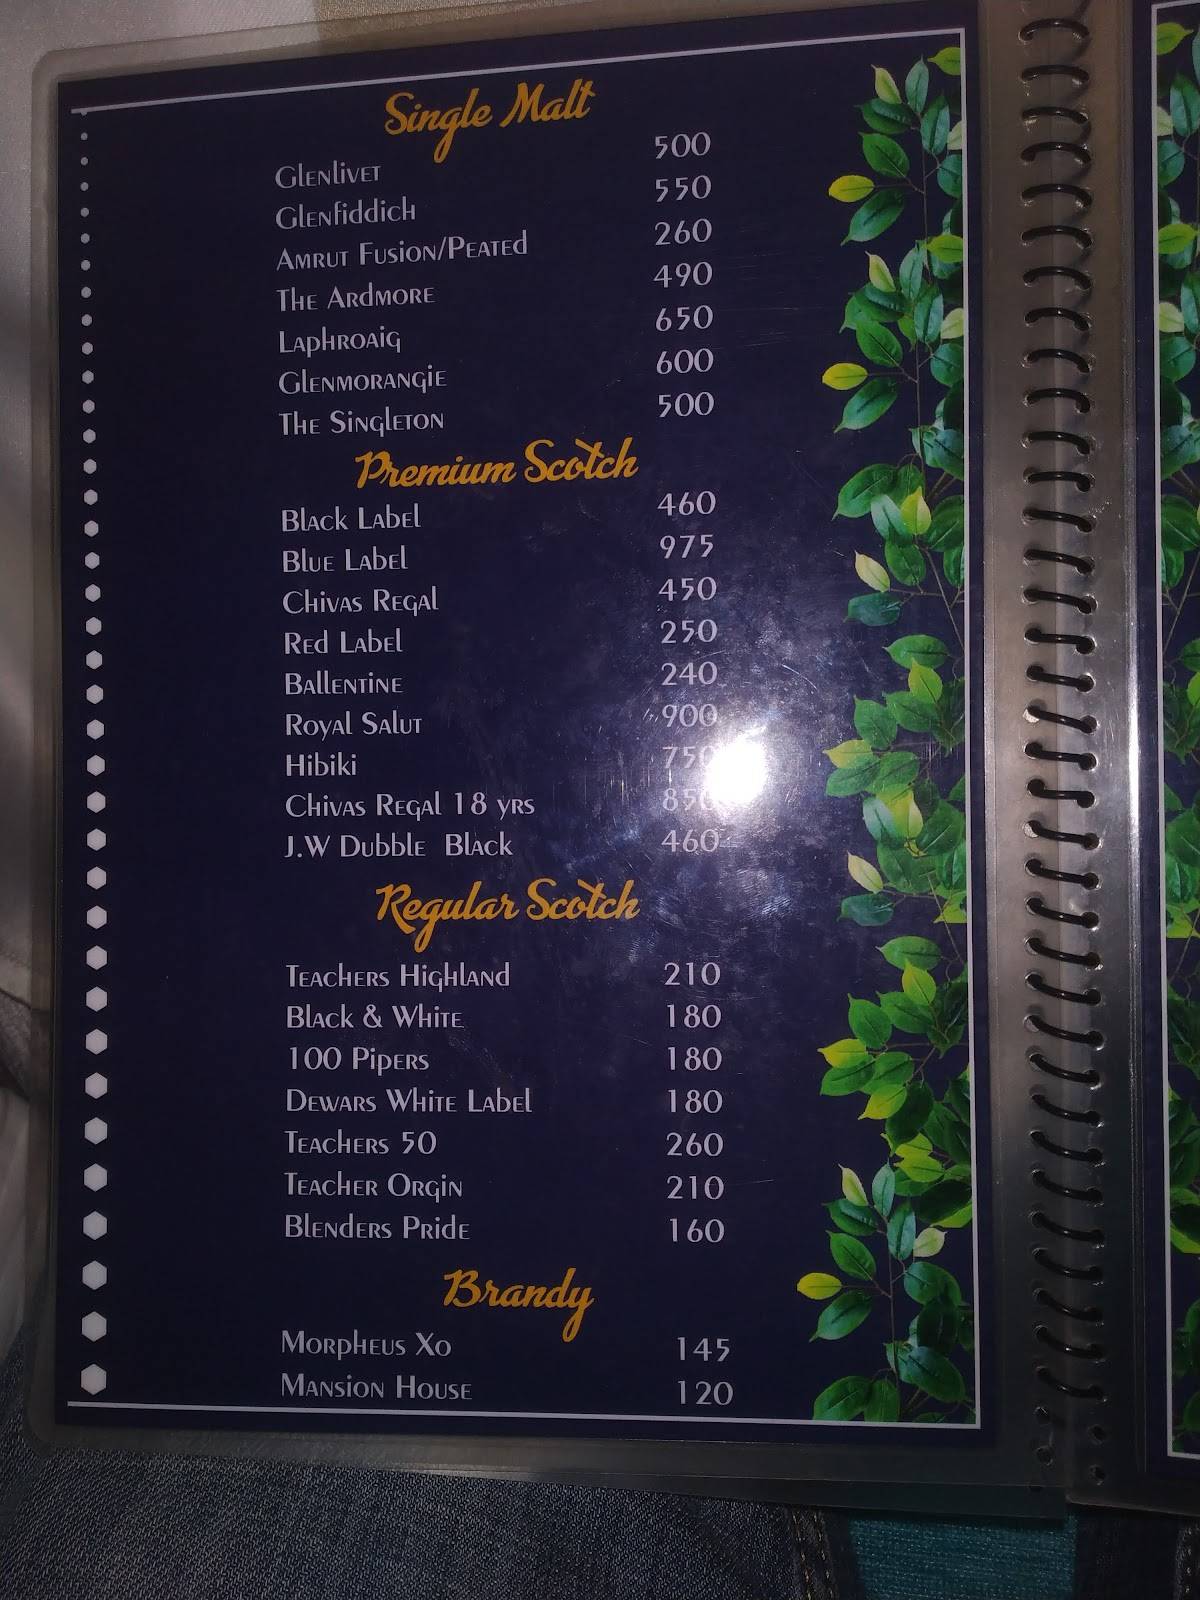 Single Malt
Glenlivet 500
Glenfiddich 550
Amrut Fusion/Peated 260
The Ardmore 490
Laphroaig 650
Glenmorangie 600
The Singleton 500
Premium Scotch
Black Label 460
Blue Label 975
Chivas Regal 450
Red Label 250
Ballentine 240
Royal Salut 900
Hibiki 750
Chivas Regal 18 yrs 850
J.W Dubble Black 460
Regular Scotch
Teachers Highland 210
Black & White 180
100 Pipers 180
Dewars White Label 180
Teachers 50 260
Teacher Orgin 210
Blenders Pride 160
Brandy
Morpheus Xo 145
Mansion House 120